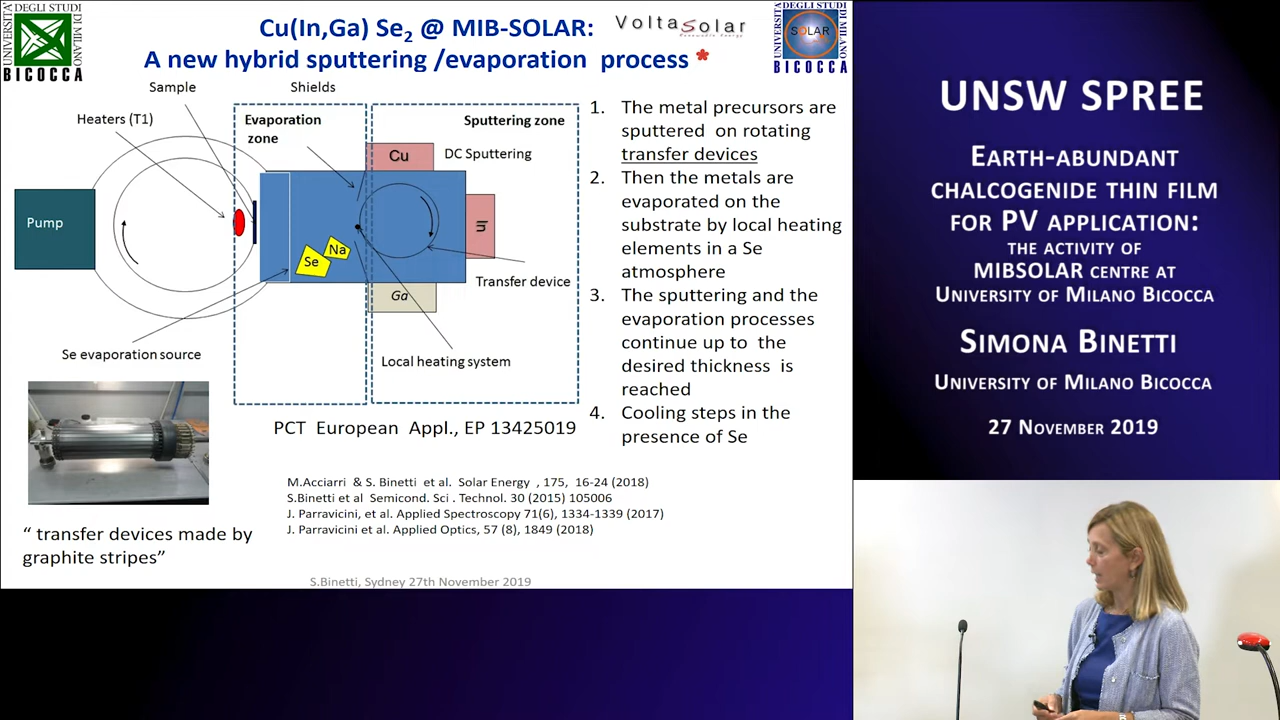 UNIVERSITA'
DEGLI STUDI
DI MILANO
BICOCCA
Cu(In,Ga) Se2 @ MIB-SOLAR:
A new hybrid sputtering /evaporation process *
VoltaSolar
Renewable Energy
UNIVERSITA'
DEGLI STUDI
DI MILANO
SOLAR
BICOCCA
Sample
Shields
Heaters (T1)
Evaporation
zone
Sputtering zone
Cu
DC Sputtering
Pump
In
Na
Se
Transfer device
Ga
Se evaporation source
Local heating system
PCT European Appl., EP 13425019
1. The metal precursors are
sputtered on rotating
transfer devices
2. Then the metals are
evaporated on the
substrate by local heating
elements in a Se
atmosphere
3. The sputtering and the
evaporation processes
continue up to the
desired thickness is
reached
4. Cooling steps in the
presence of Se
M.Acciarri & S. Binetti et al. Solar Energy , 175, 16-24 (2018)
S.Binetti et al Semicond. Sci . Technol. 30 (2015) 105006
J. Parravicini, et al. Applied Spectroscopy 71(6), 1334-1339 (2017)
J. Parravicini et al. Applied Optics, 57 (8), 1849 (2018)
“ transfer devices made by
graphite stripes”
S.Binetti, Sydney 27th November 2019
UNSW SPREE
Earth-abundant
chalcogenide thin film
for PV application:
the activity of
MIBSOLAR centre at
University of Milano Bicocca
Simona Binetti
University of Milano Bicocca
27 November 2019